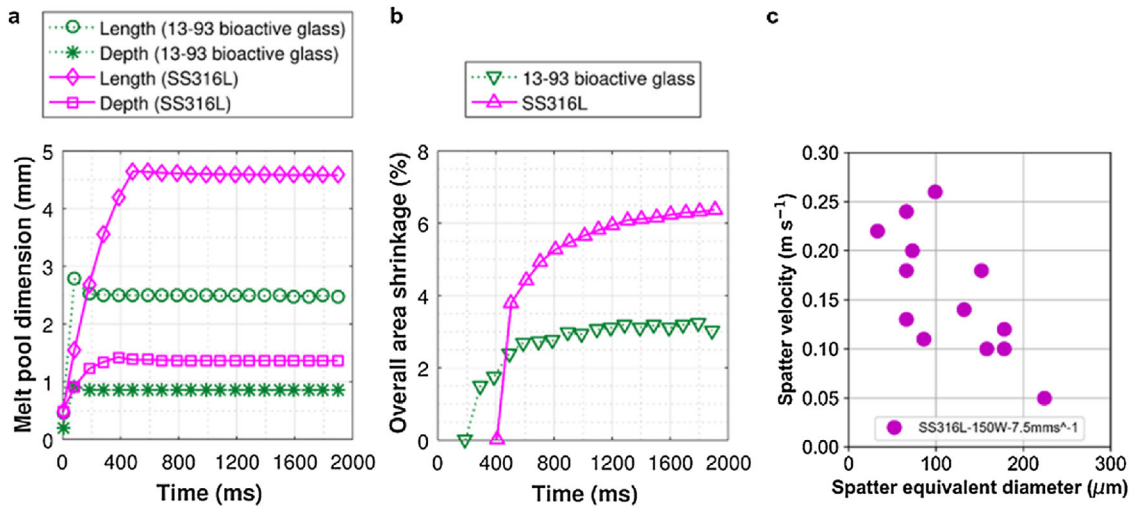 a
Length (13-93 bioactive glass)
Depth (13-93 bioactive glass)
Length (SS316L)
Depth (SS316L)
Melt pool dimension (mm)
5
4
3
2
1
0
0 400 800 1200 1600 2000
Time (ms)
b
13-93 bioactive glass
SS316L
Overall area shrinkage (%)
8
6
4
2
0
0 400 800 1200 1600 2000
Time (ms)
c
Spatter velocity (m s⁻¹)
0.30
0.25
0.20
0.15
0.10
0.05
0.00
SS316L-150W-7.5mms^-1
0 100 200 300
Spatter equivalent diameter (μm)